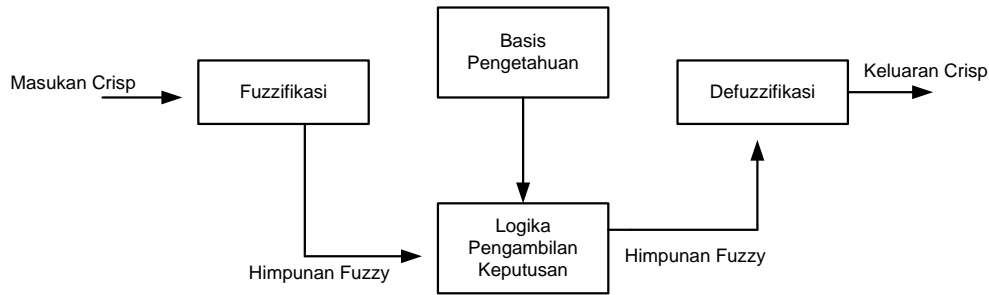 Basis
Pengetahuan
Masukan Crisp
Fuzzifikasi
Defuzzifikasi
Keluaran Crisp
Logika
Pengambilan
Keputusan
Himpunan Fuzzy
Himpunan Fuzzy